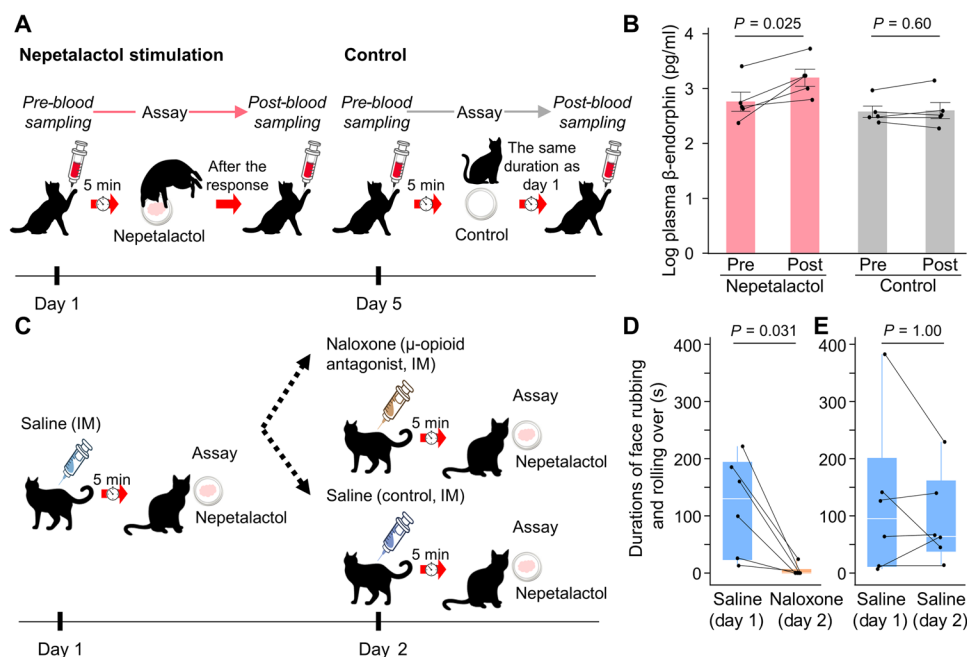 A
Nepetalactol stimulation
Control
Pre-blood
sampling
Assay
Post-blood
sampling
Pre-blood
sampling
Assay
Post-blood
sampling
5 min
After the
response
Nepetalactol
5 min
The same
duration as
day 1
Control
Day 1
Day 5
B
P = 0.025
P = 0.60
Log plasma β-endorphin (pg/ml)
4
3
2
1
0
Pre
Post
Pre
Post
Nepetalactol
Control
C
Saline (IM)
5 min
Assay
Nepetalactol
Naloxone (μ-opioid
antagonist, IM)
5 min
Assay
Nepetalactol
Saline (control, IM)
5 min
Assay
Nepetalactol
Day 1
Day 2
D
P = 0.031
Durations of face rubbing
and rolling over (s)
400
300
200
100
0
Saline
(day 1)
Naloxone
(day 2)
E
P = 1.00
400
300
200
100
0
Saline
(day 1)
Saline
(day 2)